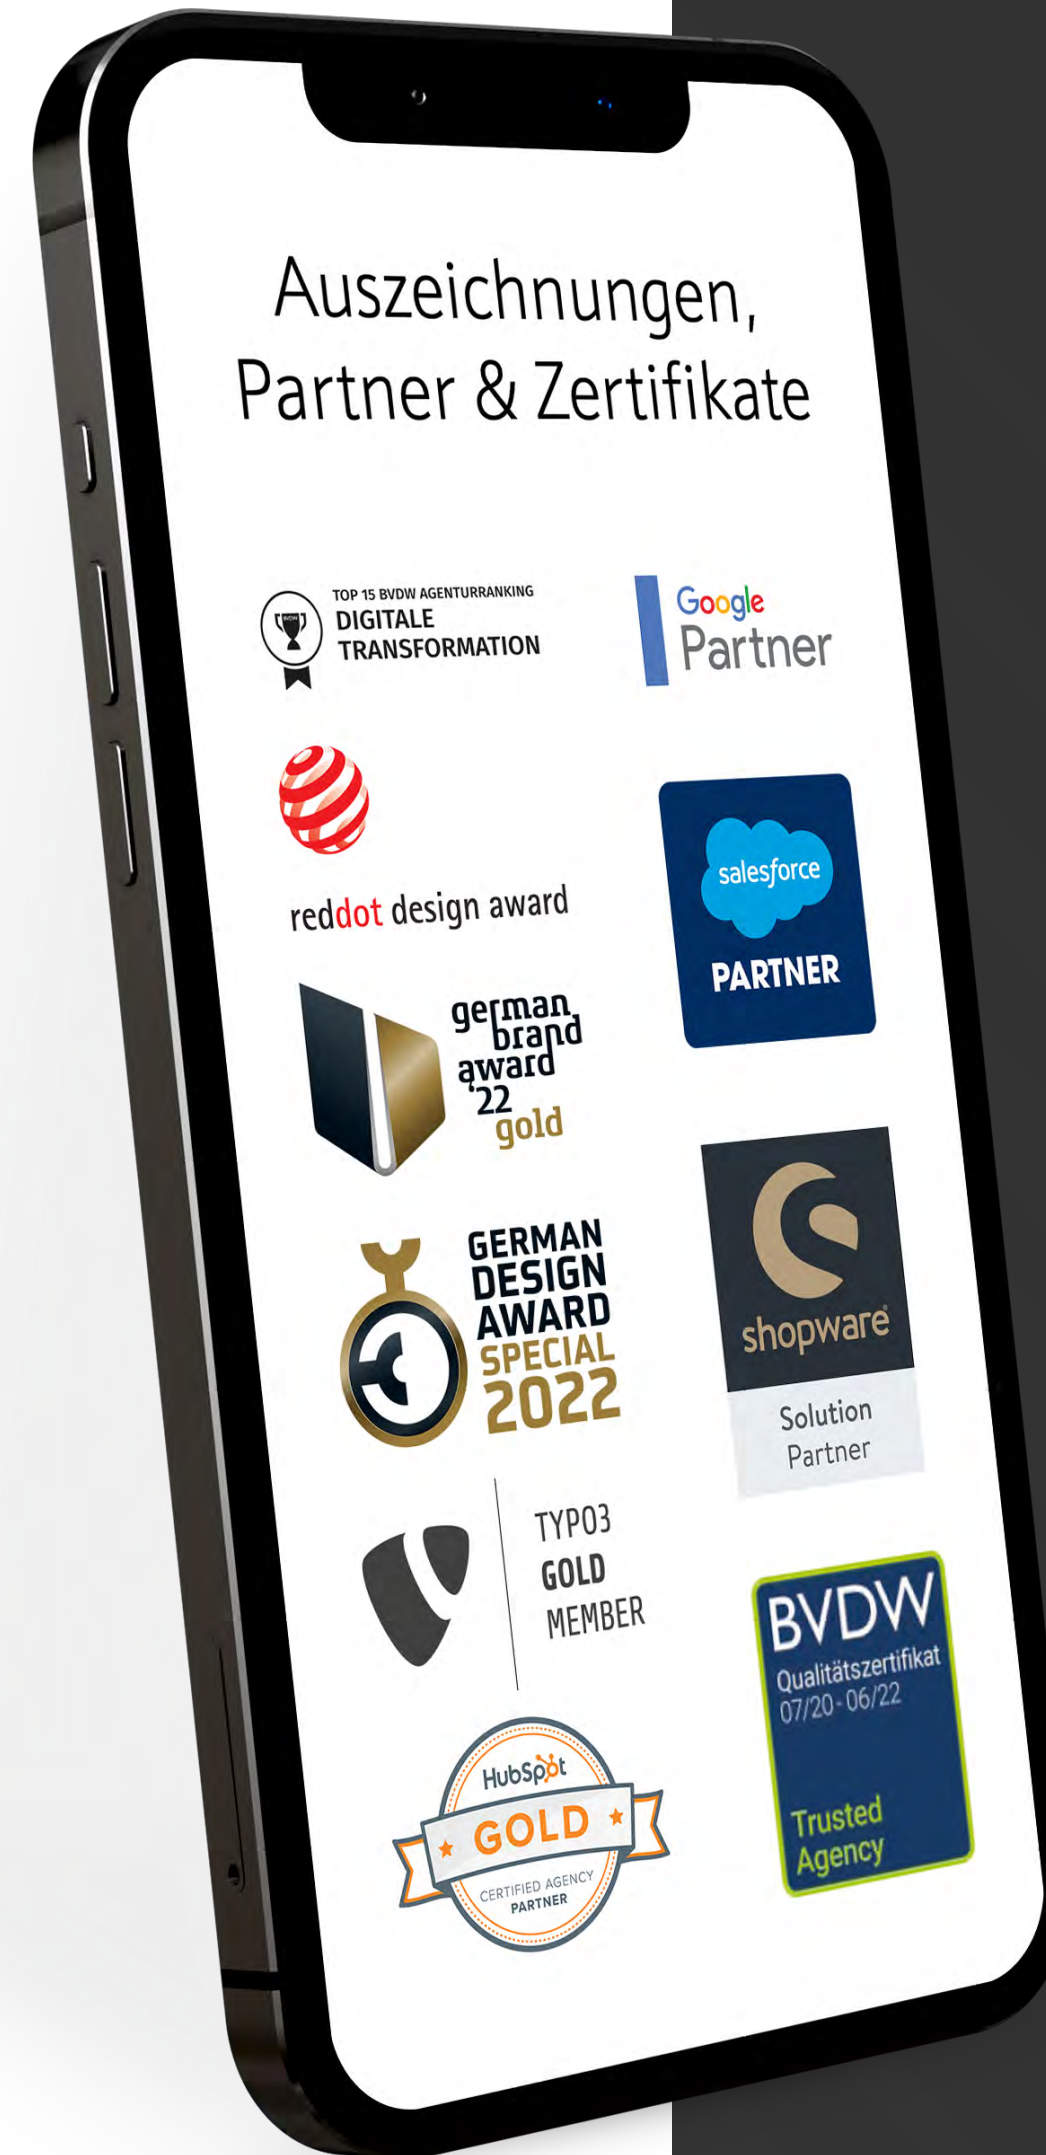 Auszeichnungen,
Partner & Zertifikate
TOP 15 BVDW AGENTURRANKING
BVDW
DIGITALE
TRANSFORMATION
Google
Partner
reddot design award
salesforce
PARTNER
german
brand
award
'22
gold
GERMAN
DESIGN
AWARD
SPECIAL
2022
shopware
Solution
Partner
TYPO3
GOLD
MEMBER
BVDW
Qualitätszertifikat
07/20 - 06/22
Trusted
Agency
HubSpot
GOLD
CERTIFIED AGENCY
PARTNER